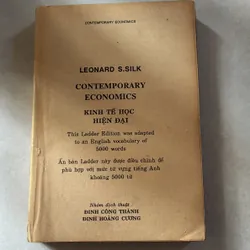 CONTEMPORARY ECONOMICS
LEONARD S.SILK
CONTEMPORARY
ECONOMICS
KINH TẾ HỌC
HIỆN ĐẠI
This Ladder Edition was adapted
to an English vocabulary of
5000 words
Ấn bản Ladder này được điều chỉnh để
phù hợp với mức từ vựng tiếng Anh
khoảng 5000 từ
Nhóm dịch thuật
ĐINH CÔNG THÀNH
ĐINH HOÀNG CƯƠNG